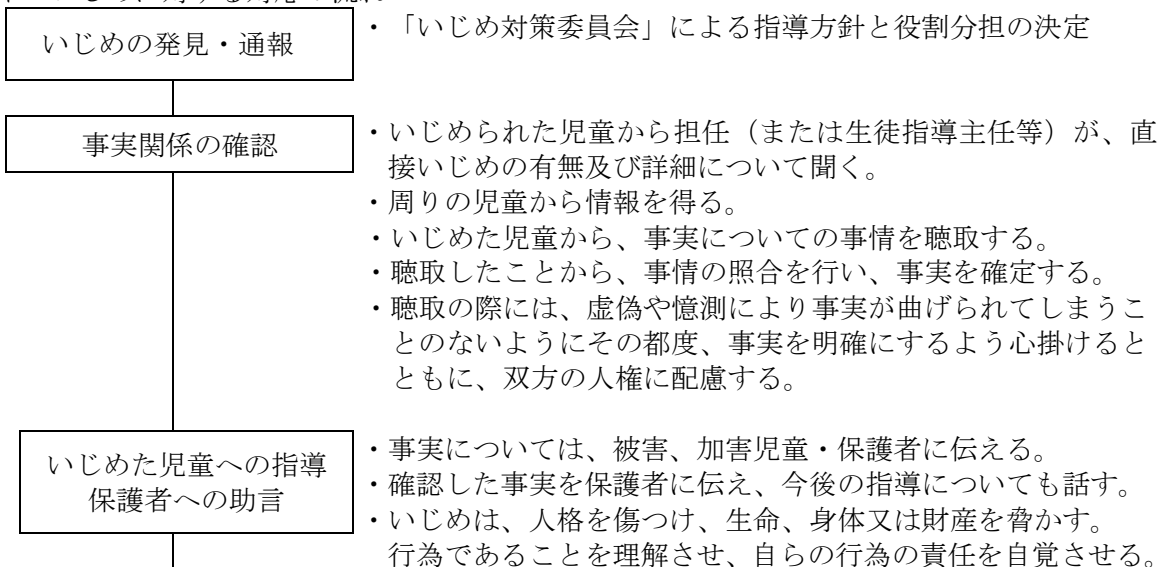 いじめの発見・通報
・「いじめ対策委員会」による指導方針と役割分担の決定
事実関係の確認
・いじめられた児童から担任（または生徒指導主任等）が、直
接いじめの有無及び詳細について聞く。
・周りの児童から情報を得る。
・いじめた児童から、事実についての事情を聴取する。
・聴取したことから、事情の照合を行い、事実を確定する。
・聴取の際には、虚偽や憶測により事実が曲げられてしまうこ
とのないようにその都度、事実を明確にするよう心掛けると
ともに、双方の人権に配慮する。
いじめた児童への指導
保護者への助言
・事実については、被害、加害児童・保護者に伝える。
・確認した事実を保護者に伝え、今後の指導についても話す。
・いじめは、人格を傷つけ、生命、身体又は財産を脅かす。
行為であることを理解させ、自らの行為の責任を自覚させる。